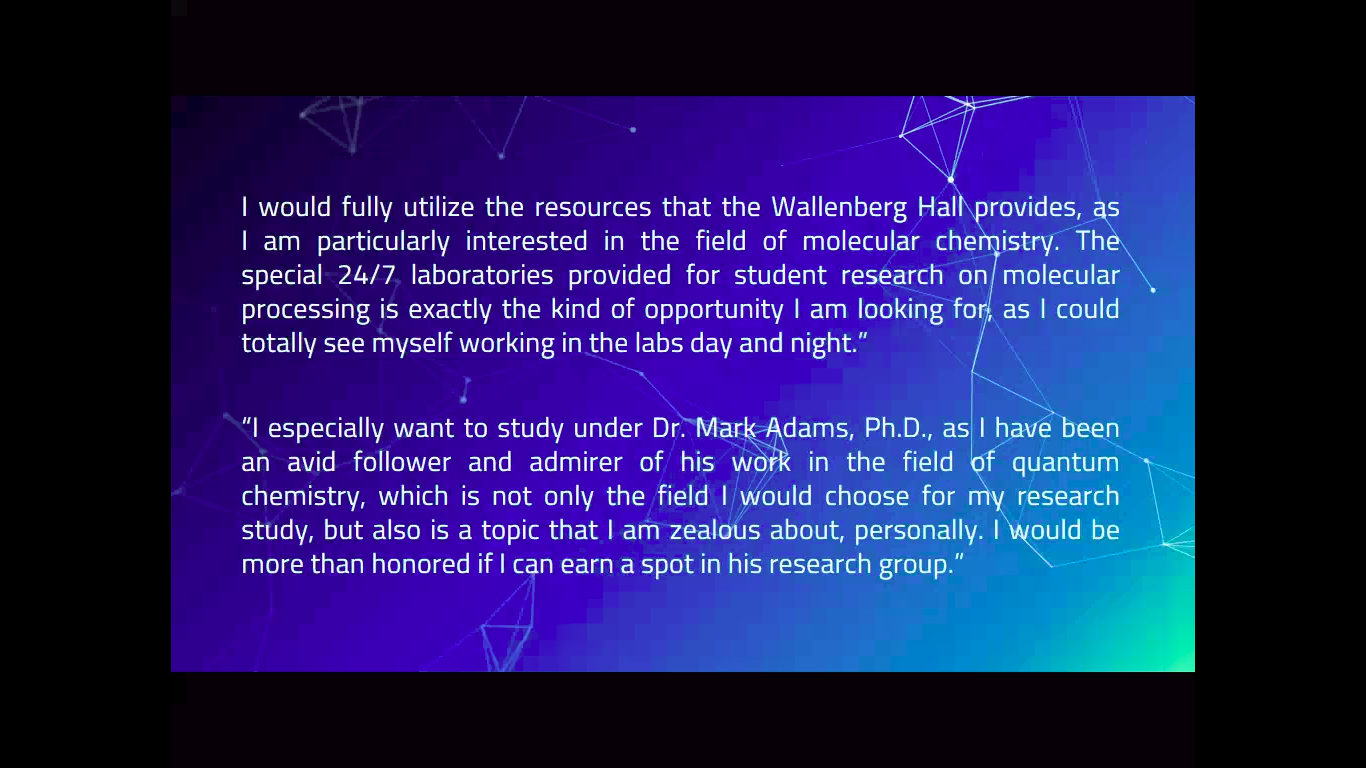 I would fully utilize the resources that the Wallenberg Hall provides, as
I am particularly interested in the field of molecular chemistry. The
special 24/7 laboratories provided for student research on molecular
processing is exactly the kind of opportunity I am looking for, as I could
totally see myself working in the labs day and night.”
“I especially want to study under Dr. Mark Adams, Ph.D., as I have been
an avid follower and admirer of his work in the field of quantum
chemistry, which is not only the field I would choose for my research
study, but also is a topic that I am zealous about, personally. I would be
more than honored if I can earn a spot in his research group.”